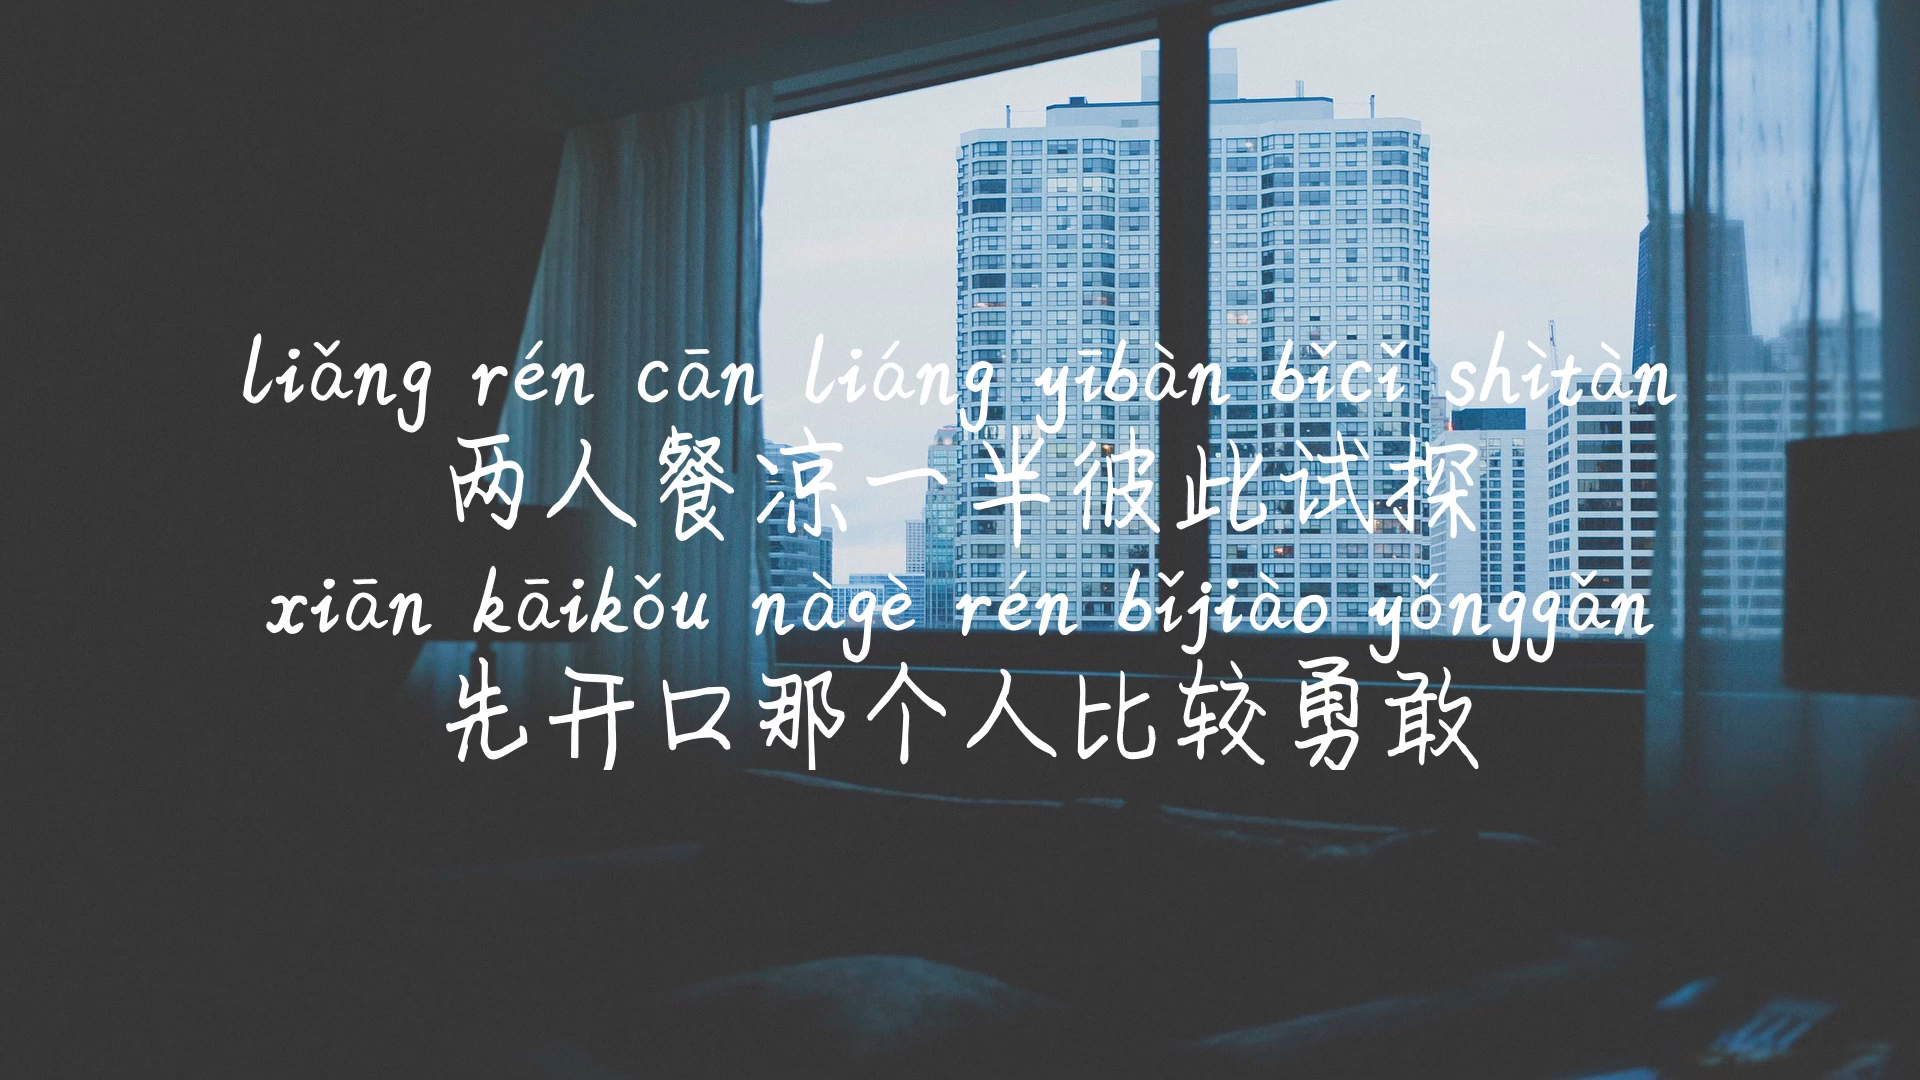 liǎng rén cān liáng yībàn bǐcǐ shìtàn
两人餐凉一半彼此试探
xiān kāikǒu nàgè rén bǐjiào yǒnggǎn
先开口那个人比较勇敢